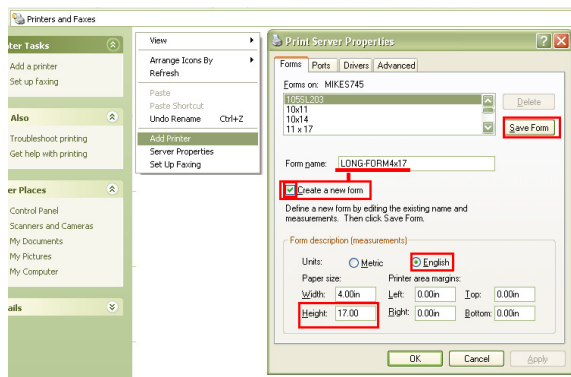 Printers and Faxes
ter Tasks
Add a printer
Set up faxing
Also
Troubleshoot printing
Get help with printing
er Places
Control Panel
Scanners and Cameras
My Documents
My Pictures
My Computer
ails
View
Arrange Icons By
Refresh
Paste
Paste Shortcut
Undo Rename Ctrl+Z
Add Printer
Server Properties
Set Up Faxing
Print Server Properties
Forms Ports Drivers Advanced
Forms on: MIKES745
105SL203
10x11
10x14
11 x 17
Delete
Save Form
Form name: LONG-FORM4x17
Create a new form
Define a new form by editing the existing name and
measurements. Then click Save Form.
Form description (measurements)
Units: Metric English
Paper size: Printer area margins:
Width: 4.00in Left: 0.00in Top: 0.00in
Height: 17.00 Right: 0.00in Bottom: 0.00in
OK Cancel Apply